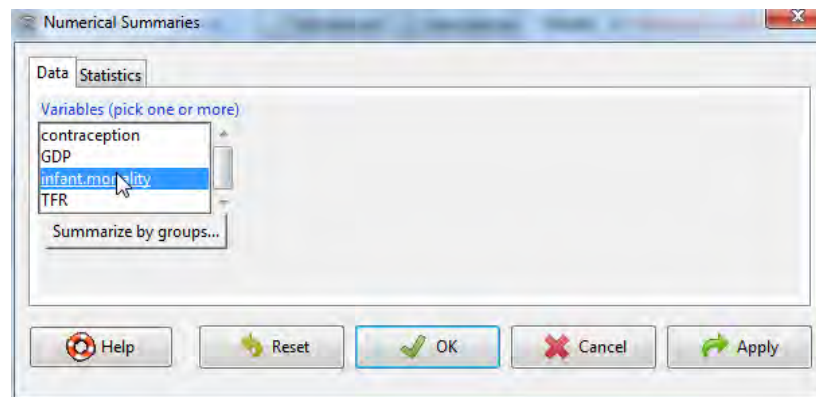 Numerical Summaries
Data Statistics
Variables (pick one or more)
contraception
GDP
infant.mortality
TFR
Summarize by groups...
Help Reset OK Cancel Apply